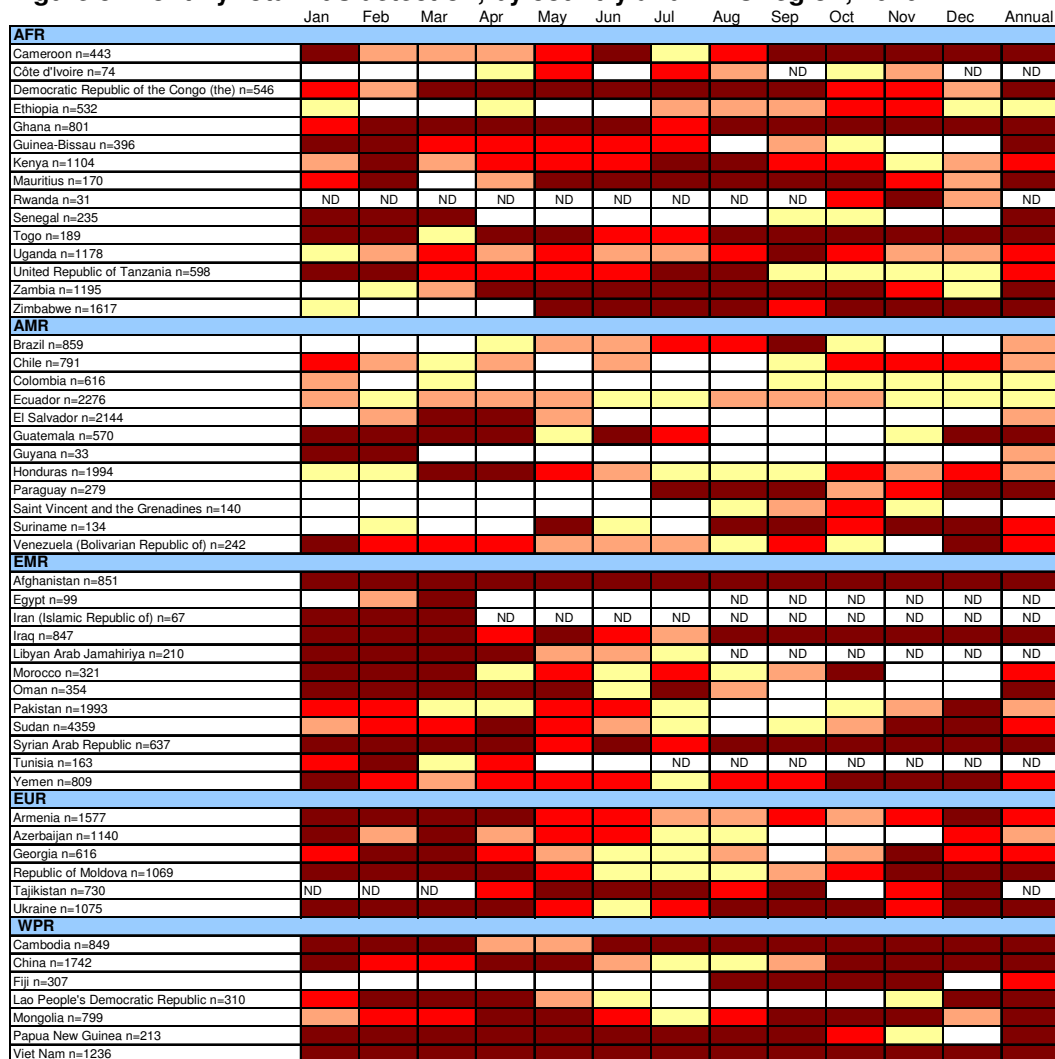 Jan Feb Mar Apr May Jun Jul Aug Sep Oct Nov Dec Annual
AFR
Cameroon n=443
Côte d'Ivoire n=74 ND ND ND
Democratic Republic of the Congo (the) n=546
Ethiopia n=532
Ghana n=801
Guinea-Bissau n=396
Kenya n=1104
Mauritius n=170
Rwanda n=31 ND ND ND ND ND ND ND ND ND ND
Senegal n=235
Togo n=189
Uganda n=1178
United Republic of Tanzania n=598
Zambia n=1195
Zimbabwe n=1617
AMR
Brazil n=859
Chile n=791
Colombia n=616
Ecuador n=2276
El Salvador n=2144
Guatemala n=570
Guyana n=33
Honduras n=1994
Paraguay n=279
Saint Vincent and the Grenadines n=140
Suriname n=134
Venezuela (Bolivarian Republic of) n=242
EMR
Afghanistan n=851
Egypt n=99 ND ND ND ND ND ND
Iran (Islamic Republic of) n=67 ND ND ND ND ND ND ND ND ND ND
Iraq n=847
Libyan Arab Jamahiriya n=210 ND ND ND ND ND ND
Morocco n=321
Oman n=354
Pakistan n=1993
Sudan n=4359
Syrian Arab Republic n=637
Tunisia n=163 ND ND ND ND ND ND ND
Yemen n=809
EUR
Armenia n=1577
Azerbaijan n=1140
Georgia n=616
Republic of Moldova n=1069
Tajikistan n=730 ND ND ND ND
Ukraine n=1075
WPR
Cambodia n=849
China n=1742
Fiji n=307
Lao People's Democratic Republic n=310
Mongolia n=799
Papua New Guinea n=213
Viet Nam n=1236